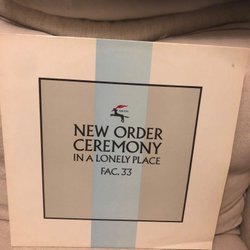 NEW ORDER
CEREMONY
IN A LONELY PLACE
FAC. 33